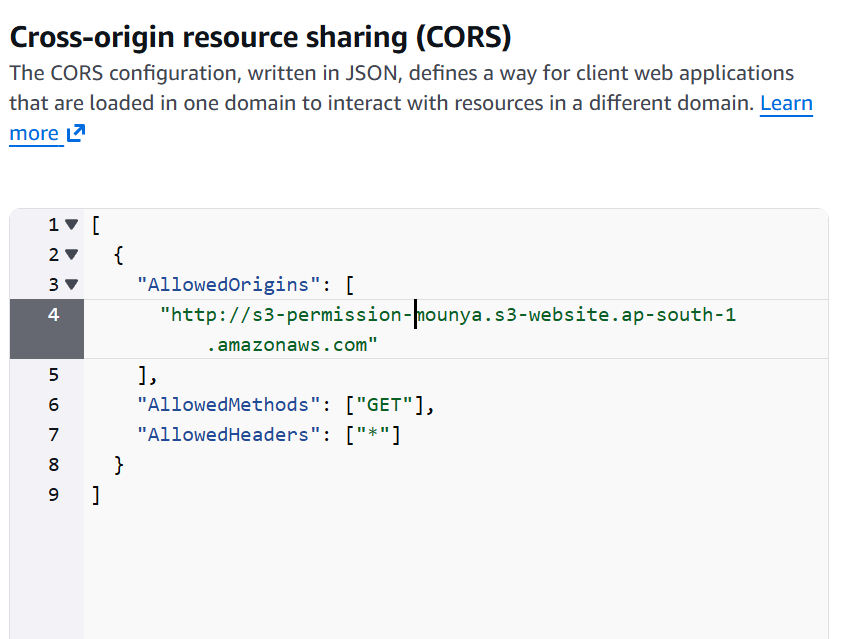 Cross-origin resource sharing (CORS)
The CORS configuration, written in JSON, defines a way for client web applications
that are loaded in one domain to interact with resources in a different domain. Learn
more
1 [
2 {
3 "AllowedOrigins": [
4 "http://s3-permission-mounya.s3-website.ap-south-1
.amazonaws.com"
5 ],
6 "AllowedMethods": ["GET"],
7 "AllowedHeaders": ["*"]
8 }
9 ]